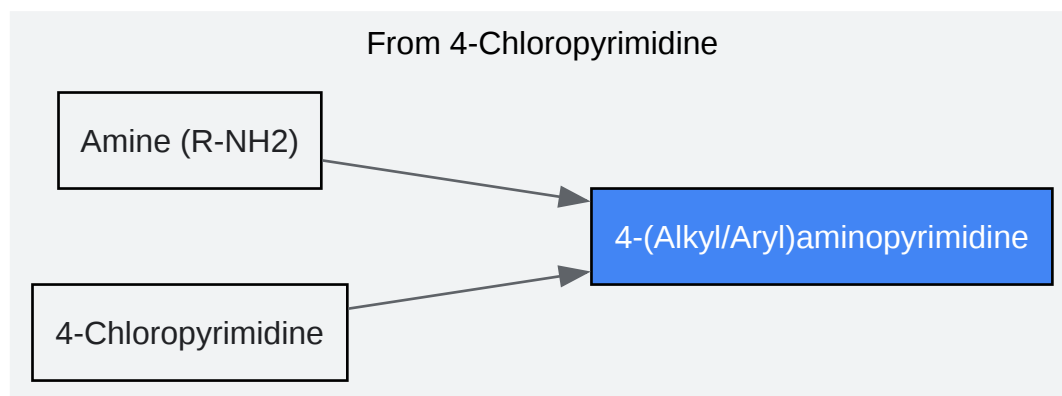 From 4-Chloropyrimidine
Amine (R-NH2)
4-(Alkyl/Aryl)aminopyrimidine
4-Chloropyrimidine